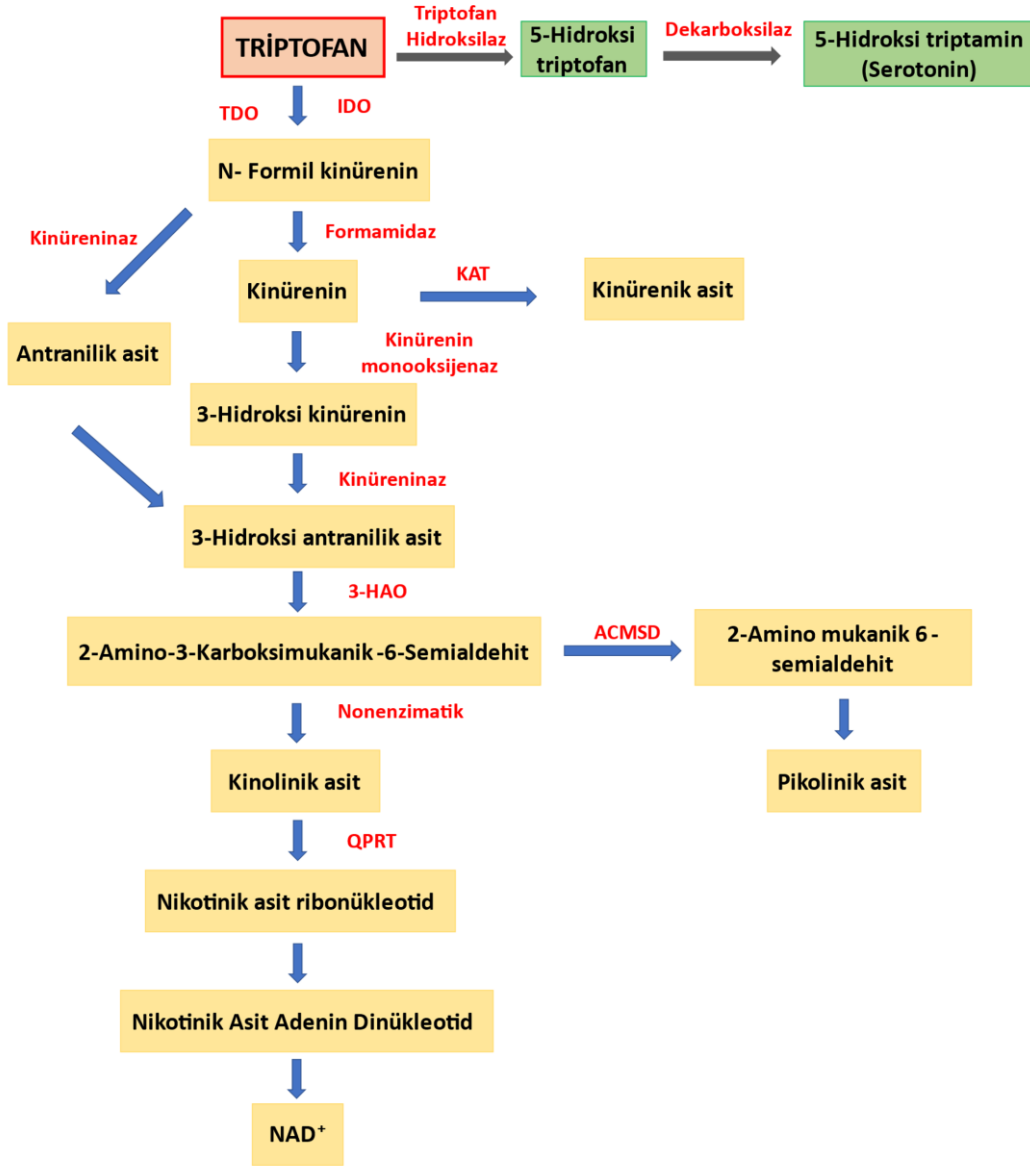 TRİPTOFAN
Triptofan
Hidroksilaz
5-Hidroksi
triptofan
Dekarboksilaz
5-Hidroksi triptamin
(Serotonin)
TDO
IDO
N- Formil kinürenin
Kinüreninaz
Formamidaz
Kinürenin
KAT
Kinürenik asit
Antranilik asit
Kinürenin
monooksijenaz
3-Hidroksi kinürenin
Kinüreninaz
3-Hidroksi antranilik asit
3-HAO
2-Amino-3-Karboksimukanik -6-Semialdehit
ACMSD
2-Amino mukanik 6 -
semialdehit
Nonenzimatik
Kinolinik asit
Pikolinik asit
QPRT
Nikotinik asit ribonükleotid
Nikotinik Asit Adenin Dinükleotid
NAD⁺